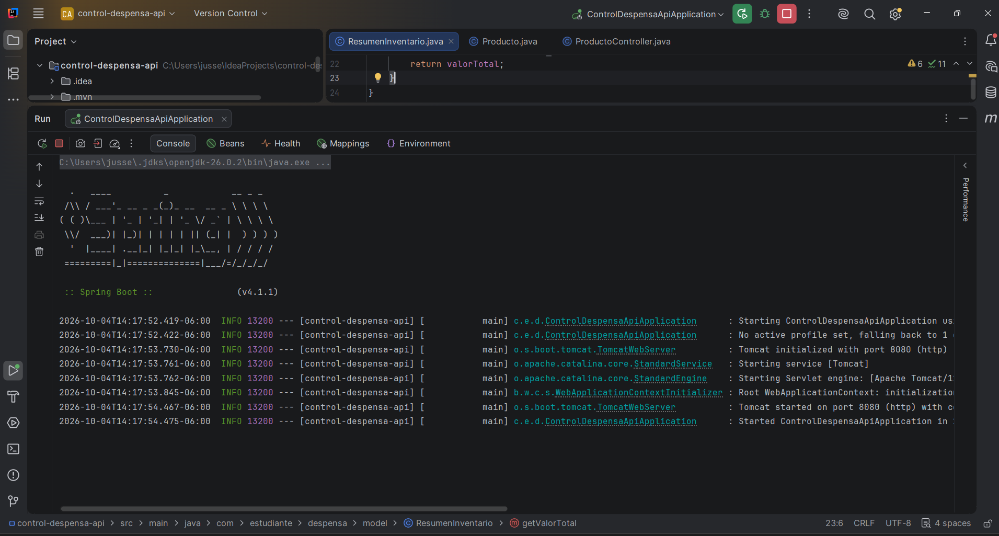 CA control-despensa-api Version Control ControlDespensaApiApplication
Project
ResumenInventario.java Producto.java ProductoController.java
control-despensa-api C:\Users\jusse\IdeaProjects\control-de
.idea
.mvn
22 return valorTotal;
6 11
23 }
24 }
Run ControlDespensaApiApplication
Console Beans Health Mappings Environment
C:\Users\jusse\.jdks\openjdk-26.0.2\bin\java.exe ...
  .   ____          _            __ _ _
 /\\ / ___'_ __ _ _(_)_ __  __ _ \ \ \ \
( ( )\___ | '_ | '_| | '_ \/ _` | \ \ \ \
 \\/  ___)| |_)| | | | | || (_| |  ) ) ) )
  '  |____| .__|_| |_|_| |_\__, | / / / /
 =========|_|==============|___/=/_/_/_/
:: Spring Boot :: (v4.1.1)
2026-10-04T14:17:52.419-06:00 INFO 13200 --- [control-despensa-api] [ main] c.e.d.ControlDespensaApiApplication : Starting ControlDespensaApiApplication us
2026-10-04T14:17:52.422-06:00 INFO 13200 --- [control-despensa-api] [ main] c.e.d.ControlDespensaApiApplication : No active profile set, falling back to 1
2026-10-04T14:17:53.730-06:00 INFO 13200 --- [control-despensa-api] [ main] o.s.boot.tomcat.TomcatWebServer : Tomcat initialized with port 8080 (http)
2026-10-04T14:17:53.761-06:00 INFO 13200 --- [control-despensa-api] [ main] o.apache.catalina.core.StandardService : Starting service [Tomcat]
2026-10-04T14:17:53.762-06:00 INFO 13200 --- [control-despensa-api] [ main] o.apache.catalina.core.StandardEngine : Starting Servlet engine: [Apache Tomcat/1
2026-10-04T14:17:53.845-06:00 INFO 13200 --- [control-despensa-api] [ main] b.w.c.s.WebApplicationContextInitializer : Root WebApplicationContext: initializatio
2026-10-04T14:17:54.467-06:00 INFO 13200 --- [control-despensa-api] [ main] o.s.boot.tomcat.TomcatWebServer : Tomcat started on port 8080 (http) with c
2026-10-04T14:17:54.475-06:00 INFO 13200 --- [control-despensa-api] [ main] c.e.d.ControlDespensaApiApplication : Started ControlDespensaApiApplication in
Performance
control-despensa-api > src > main > java > com > estudiante > despensa > model > ResumenInventario > getValorTotal 23:6 CRLF UTF-8 4 spaces